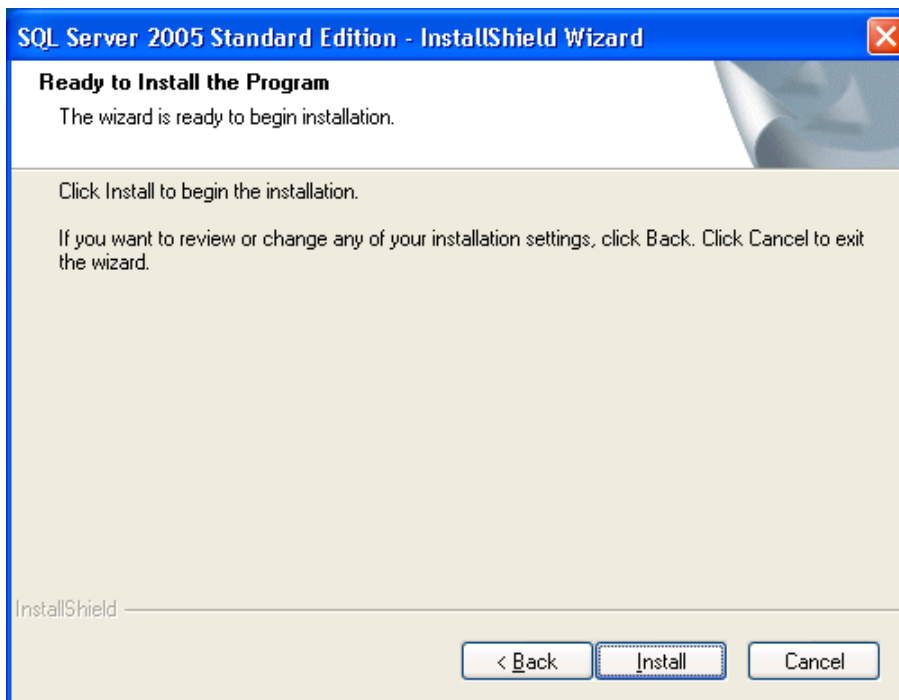 SQL Server 2005 Standard Edition - InstallShield Wizard
Ready to Install the Program
The wizard is ready to begin installation.
Click Install to begin the installation.
If you want to review or change any of your installation settings, click Back. Click Cancel to exit
the wizard.
InstallShield
< Back Install Cancel